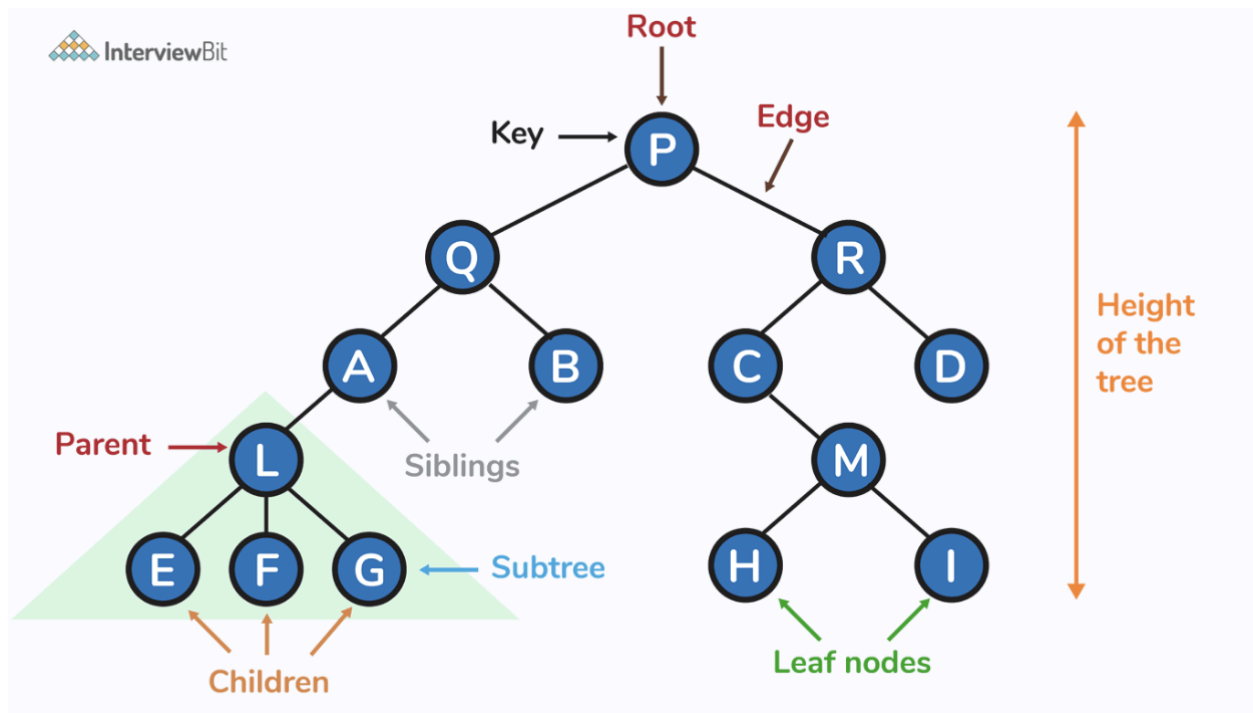 InterviewBit
Root
Key
P
Edge
Q
R
A
B
C
D
Height
of the
tree
Parent
L
Siblings
M
E
F
G
Subtree
H
I
Children
Leaf nodes